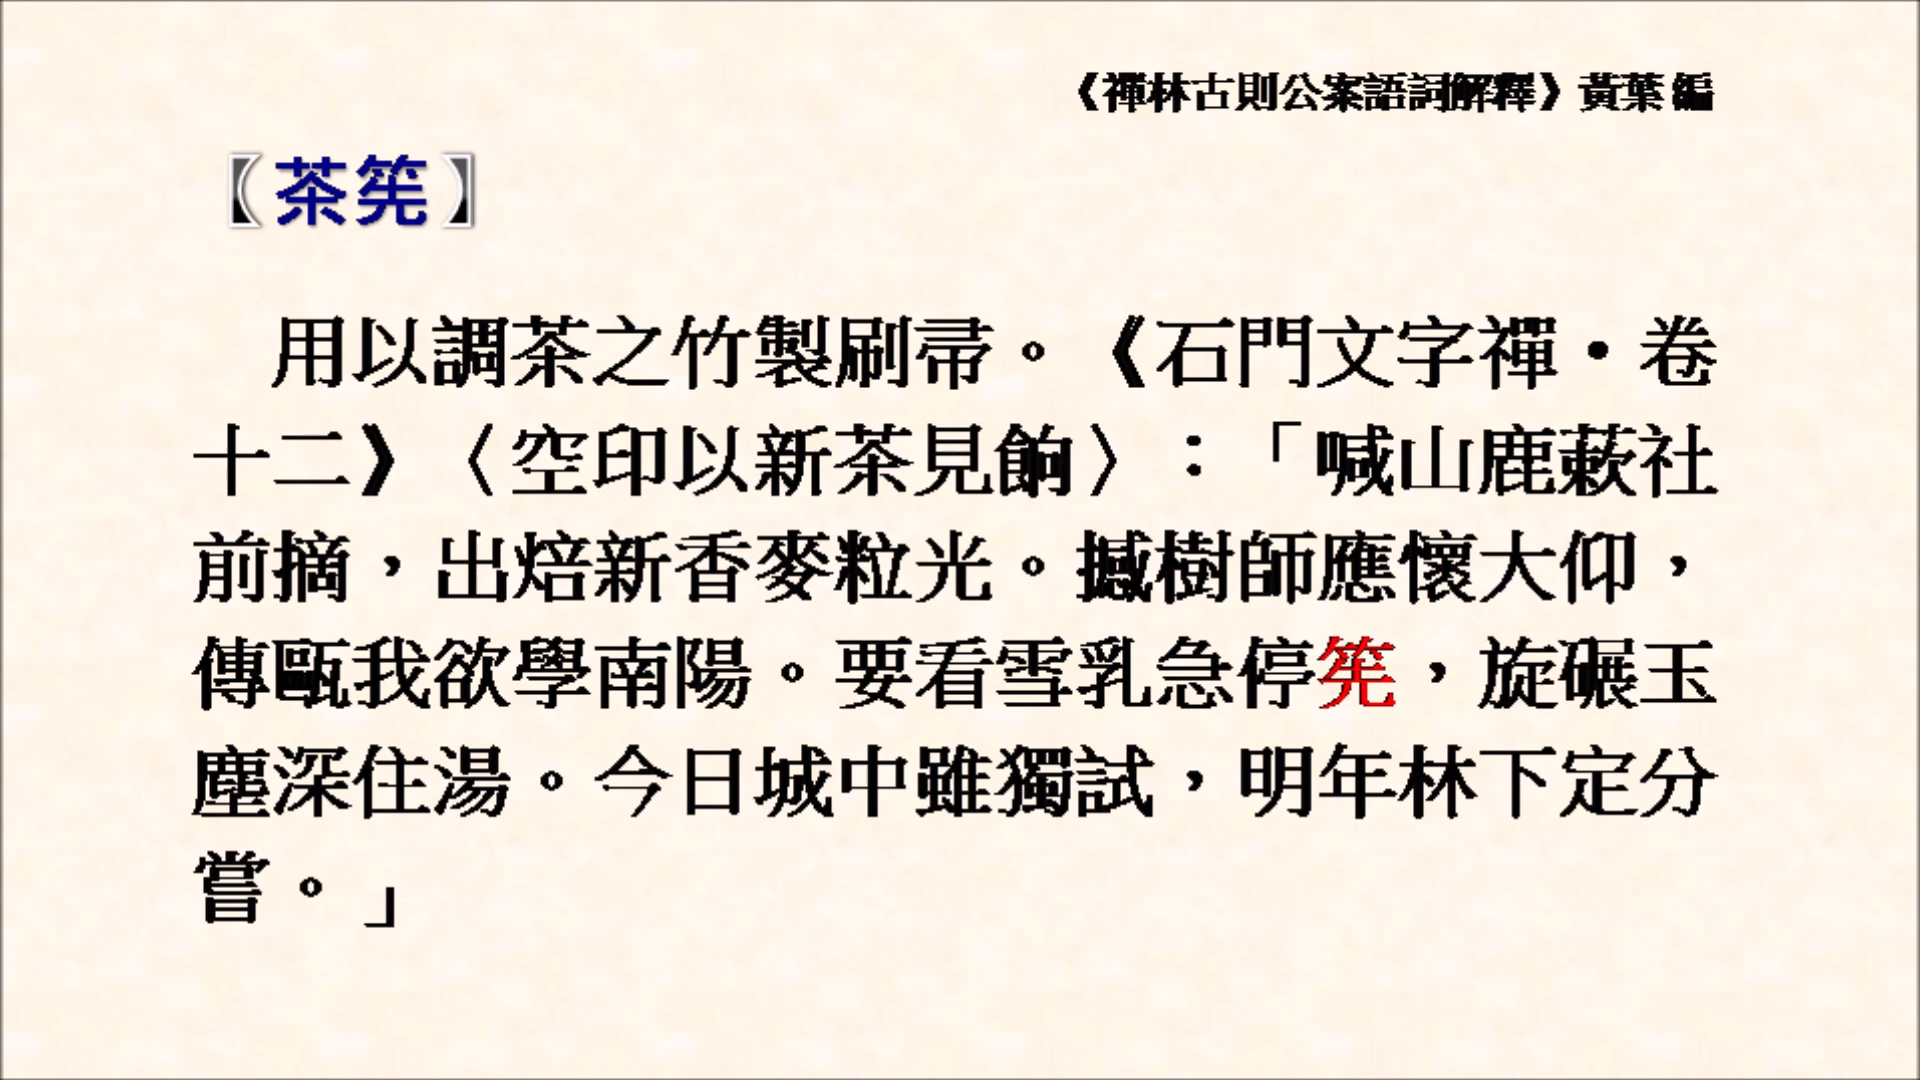 《禪林古則公案語詞解釋》黃葉 編
【茶筅】
用以調茶之竹製刷帚。《石門文字禪·卷
十二》〈空印以新茶見餉〉:「喊山鹿蔌社
前摘,出焙新香麥粒光。撼樹師應懷大仰,
傳甌我欲學南陽。要看雪乳急停筅,旋碾玉
塵深住湯。今日城中雖獨試,明年林下定分
嘗。」